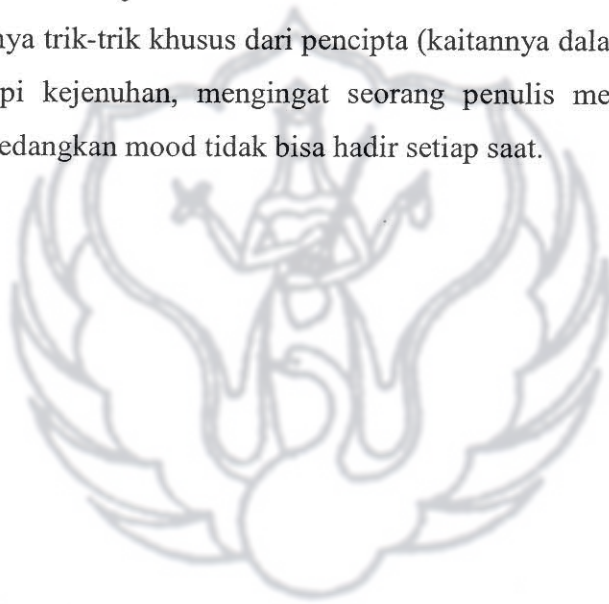 nya trik-trik khusus dari pencipta (kaitannya dala
pi kejenuhan, mengingat seorang penulis me
edangkan mood tidak bisa hadir setiap saat.